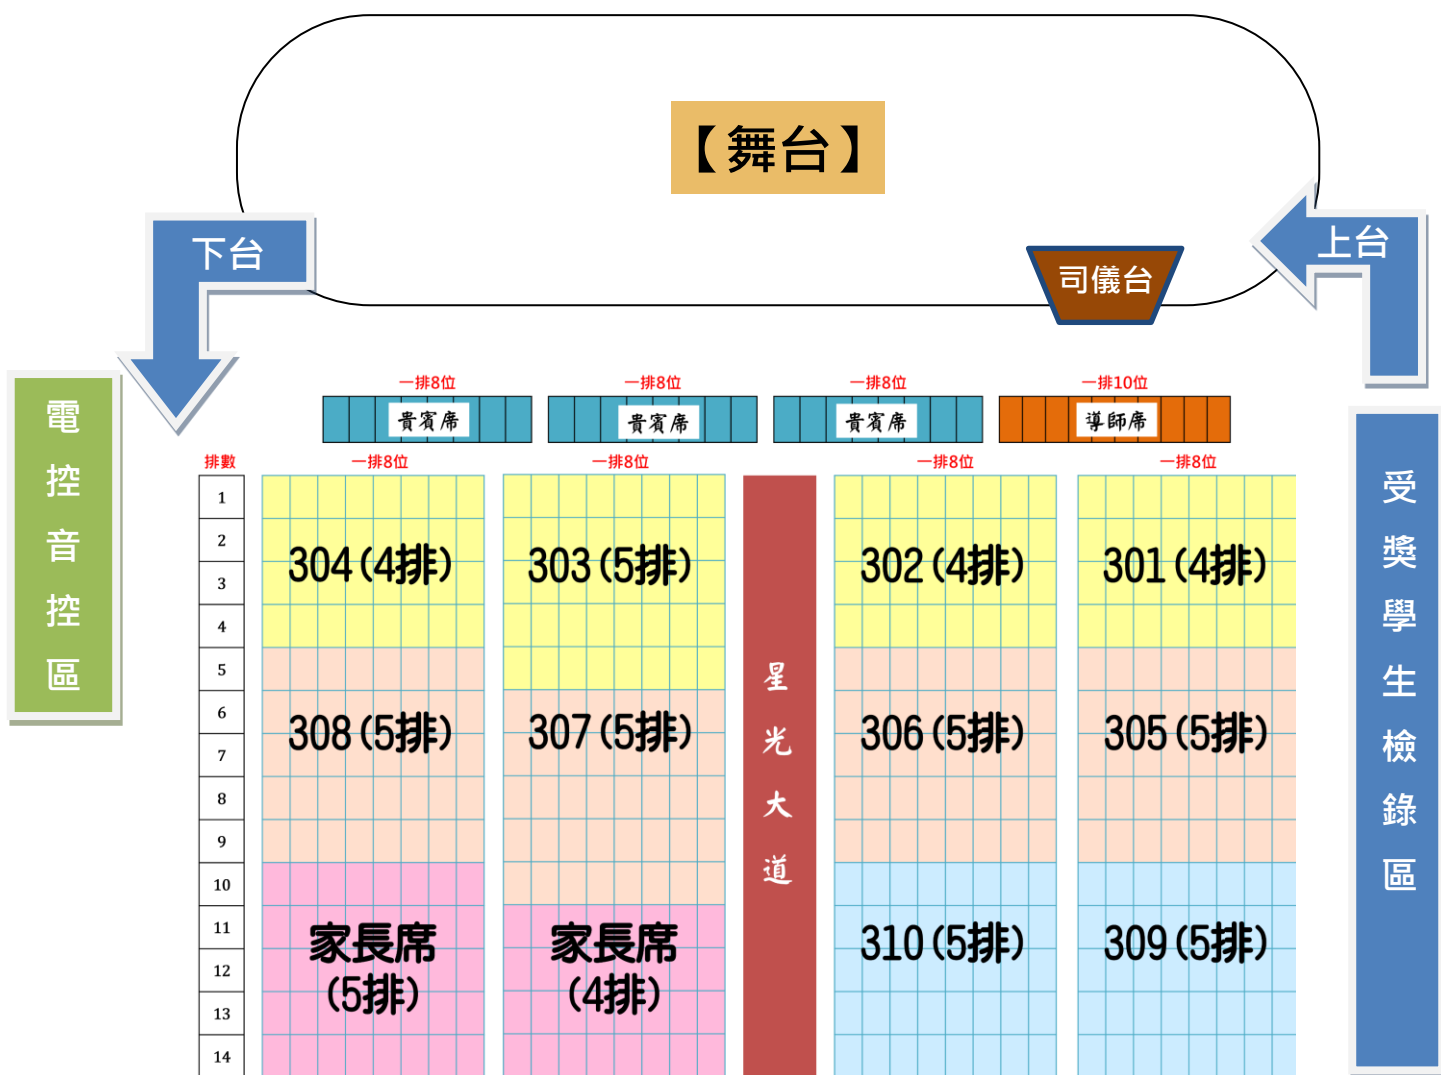 【舞台】
下台
上台
司儀台
電控音控區
受獎學生檢錄區
一排8位
一排8位
一排8位
一排10位
貴賓席
貴賓席
貴賓席
導師席
排數
一排8位
一排8位
一排8位
一排8位
1
2
3
4
5
6
7
8
9
10
11
12
13
14
304(4排)
303(5排)
302(4排)
301(4排)
星光大道
308(5排)
307(5排)
306(5排)
305(5排)
家長席
(5排)
家長席
(4排)
310(5排)
309(5排)